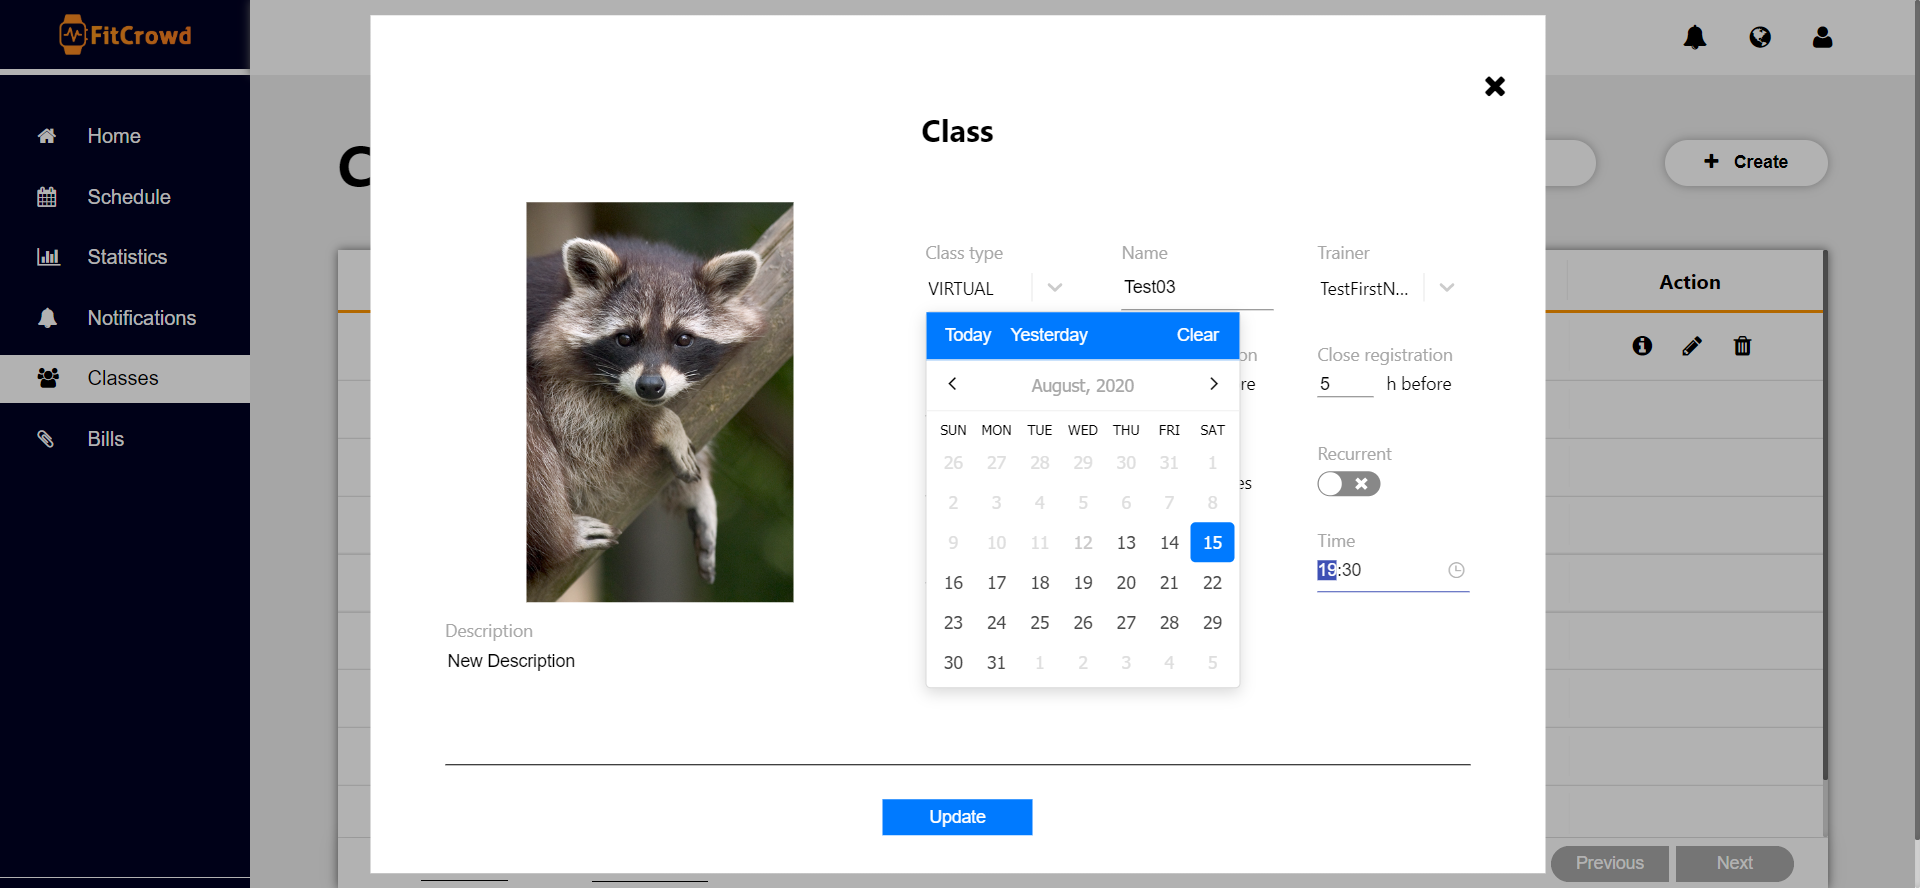 FitCrowd
Home
Schedule
Statistics
Notifications
Classes
Bills
C
Create
Action
Previous
Next
Class
Class type
VIRTUAL
Name
Test03
Trainer
TestFirstN...
Today Yesterday Clear
August, 2020
SUN MON TUE WED THU FRI SAT
26 27 28 29 30 31 1
2 3 4 5 6 7 8
9 10 11 12 13 14 15
16 17 18 19 20 21 22
23 24 25 26 27 28 29
30 31 1 2 3 4 5
on
re
es
Close registration
5 h before
Recurrent
Time
19:30
Description
New Description
Update